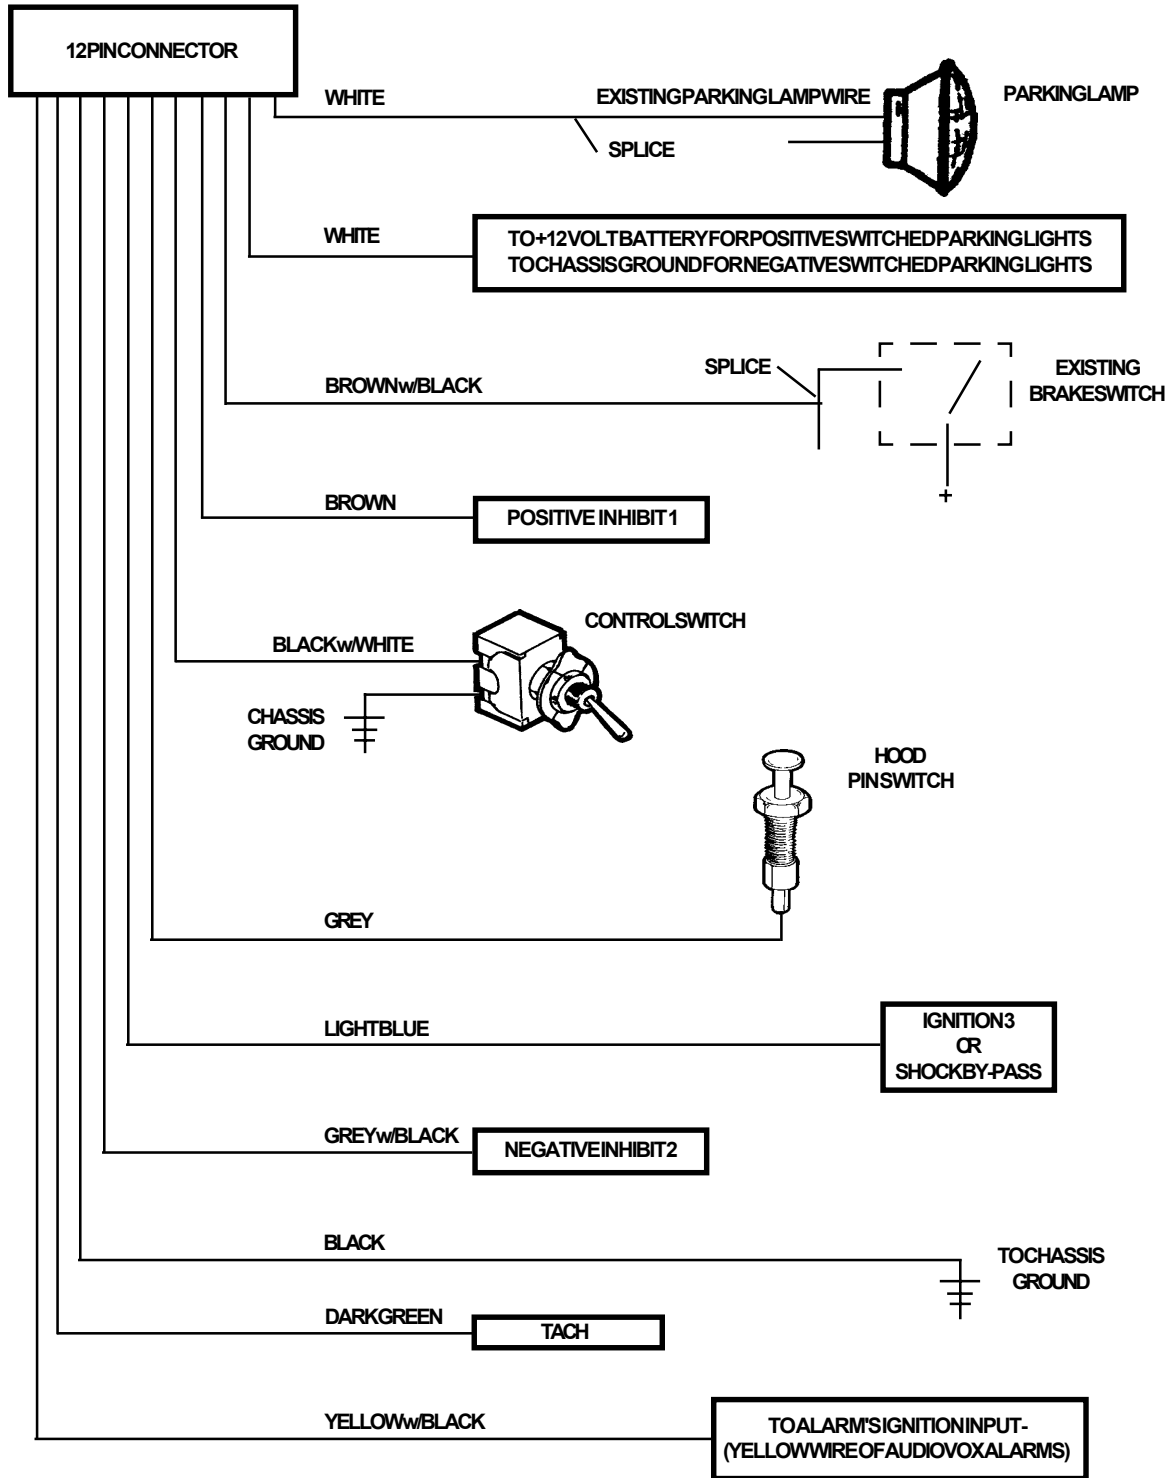 12PINCONNECTOR
WHITE
EXISTINGPARKINGLAMPWIRE
PARKINGLAMP
SPLICE
WHITE
TO+12VOLTBATTERYFORPOSITIVESWITCHEDPARKINGLIGHTS
TOCHASSISGROUNDFORNEGATIVESWITCHEDPARKINGLIGHTS
SPLICE
EXISTING
BRAKESWITCH
BROWNw/BLACK
+
BROWN
POSITIVE INHIBIT1
CONTROLSWITCH
BLACKw/WHITE
CHASSIS
GROUND
HOOD
PINSWITCH
GREY
LIGHTBLUE
IGNITION3
OR
SHOCKBY-PASS
GREYw/BLACK
NEGATIVEINHIBIT2
BLACK
TOCHASSIS
GROUND
DARKGREEN
TACH
YELLOWw/BLACK
TOALARM'SIGNITIONINPUT-
(YELLOWWIREOFAUDIOVOXALARMS)